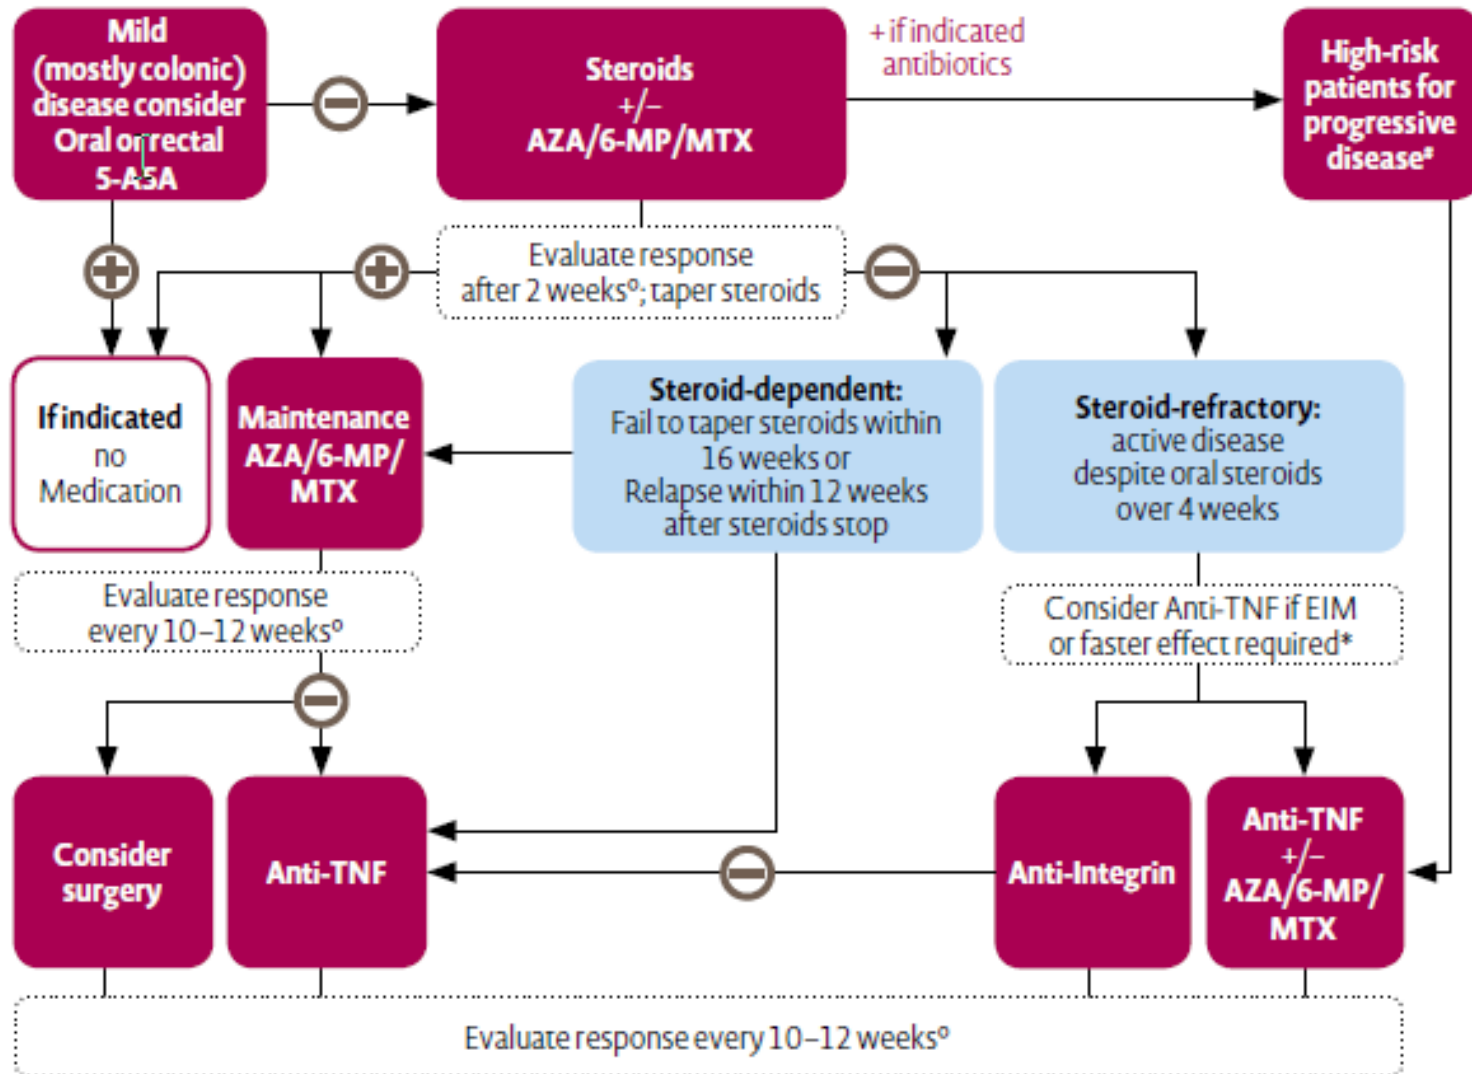 Mild
(mostly colonic)
disease consider
Oral or rectal
5-ASA
Steroids
+/–
AZA/6-MP/MTX
+ if indicated
antibiotics
High-risk
patients for
progressive
disease#
Evaluate response
after 2 weeks°; taper steroids
If indicated
no
Medication
Maintenance
AZA/6-MP/
MTX
Steroid-dependent:
Fail to taper steroids within
16 weeks or
Relapse within 12 weeks
after steroids stop
Steroid-refractory:
active disease
despite oral steroids
over 4 weeks
Evaluate response
every 10–12 weeks°
Consider Anti-TNF if EIM
or faster effect required*
Consider
surgery
Anti-TNF
Anti-Integrin
Anti-TNF
+/–
AZA/6-MP/
MTX
Evaluate response every 10–12 weeks°